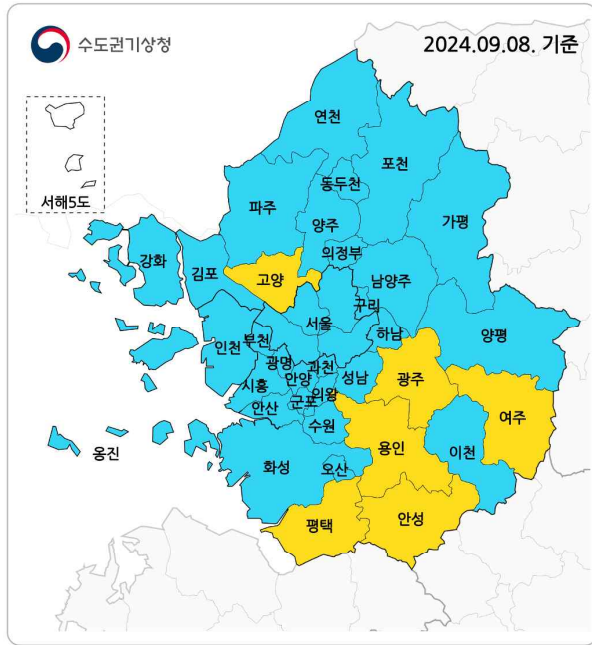 수도권기상청
2024.09.08. 기준
연천
포천
서해5도
동두천
파주
가평
양주
의정부
강화
김포
고양
남양주
구리
서울
하남
양평
인천
부천
광명
과천
안양
성남
광주
시흥
의왕
군포
안산
여주
수원
용인
이천
옹진
화성
오산
평택
안성